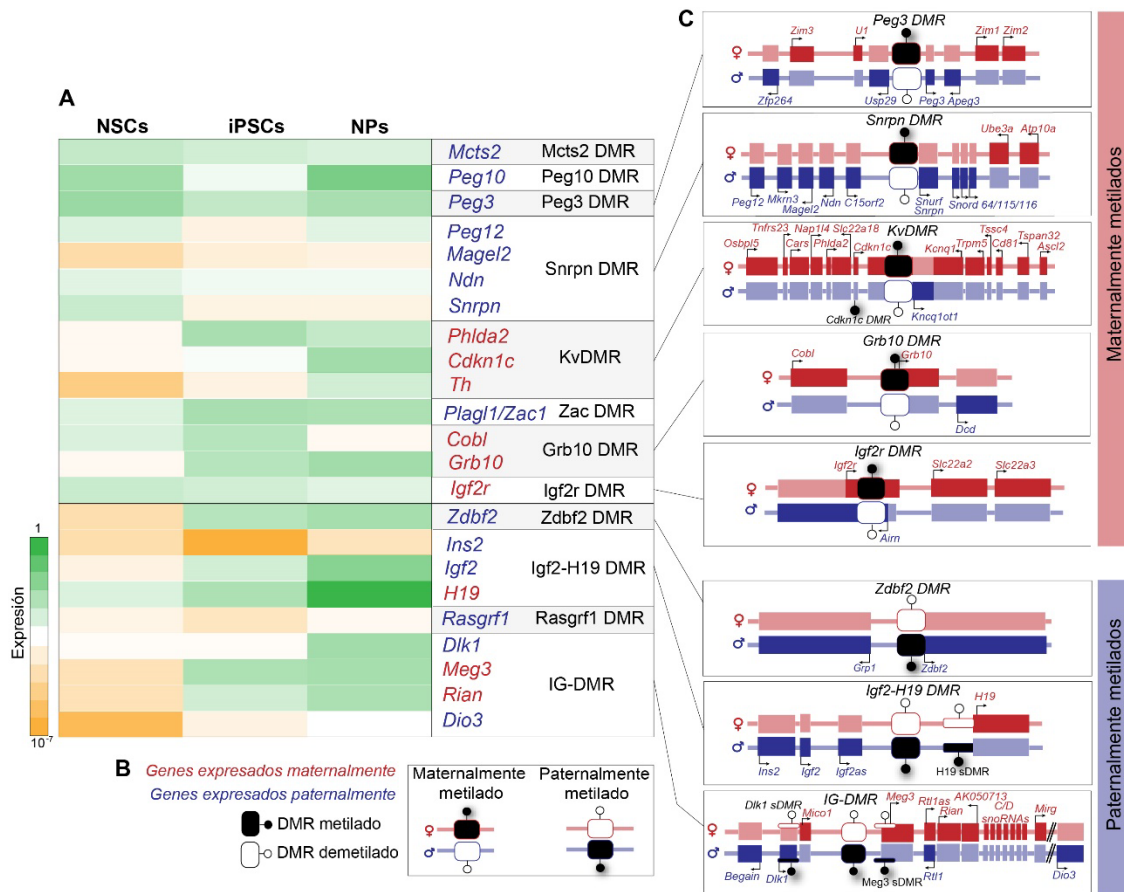 A
NSCs iPSCs NPs
Mcts2 Mcts2 DMR
Peg10 Peg10 DMR
Peg3 Peg3 DMR
Peg12
Magel2
Snrpn DMR
Ndn
Snrpn
Phlda2
Cdkn1c KvDMR
Th
Plagl1/Zac1 Zac DMR
Cobl
Grb10 DMR
Grb10
Igf2r Igf2r DMR
Zdbf2 Zdbf2 DMR
Ins2
Igf2 Igf2-H19 DMR
H19
Rasgrf1 Rasgrf1 DMR
Dlk1
Meg3
IG-DMR
Rian
Dio3
1
Expresión
10-7
B
Genes expresados maternalmente
Genes expresados paternalmente
DMR metilado
DMR demetilado
Maternalmente
metilado
Paternalmente
metilado
♀
♂
C
Peg3 DMR
Zim3 U1 Zim1 Zim2
♀
♂
Zfp264 Usp29 Peg3 Apeg3
Snrpn DMR
Ube3a Atp10a
♀
♂
Peg12 Mkrn3 Magel2 Ndn C15orf2 Snurf Snrpn Snord 64/115/116
KvDMR
Tnfrs23 Nap1l4 Slc22a18 Tssc4
Osbpl5 Cars Phlda2 Cdkn1c Kcnq1 Trpm5 Cd81 Tspan32 Ascl2
♀
♂
Cdkn1c DMR Kncq1ot1
Grb10 DMR
Cobl Grb10
♀
♂
Dcd
Igf2r DMR
Igf2r Slc22a2 Slc22a3
♀
♂
Airn
Maternalmente metilados
Zdbf2 DMR
♀
♂
Grp1 Zdbf2
Igf2-H19 DMR
H19
♀
♂
Ins2 Igf2 Igf2as H19 sDMR
IG-DMR
Dlk1 sDMR Mico1 Meg3 Rtl1as Rian AK050713 C/D snoRNAs Mirg
♀
♂
Begain Dlk1 Meg3 sDMR Rtl1 Dio3
Paternalmente metilados